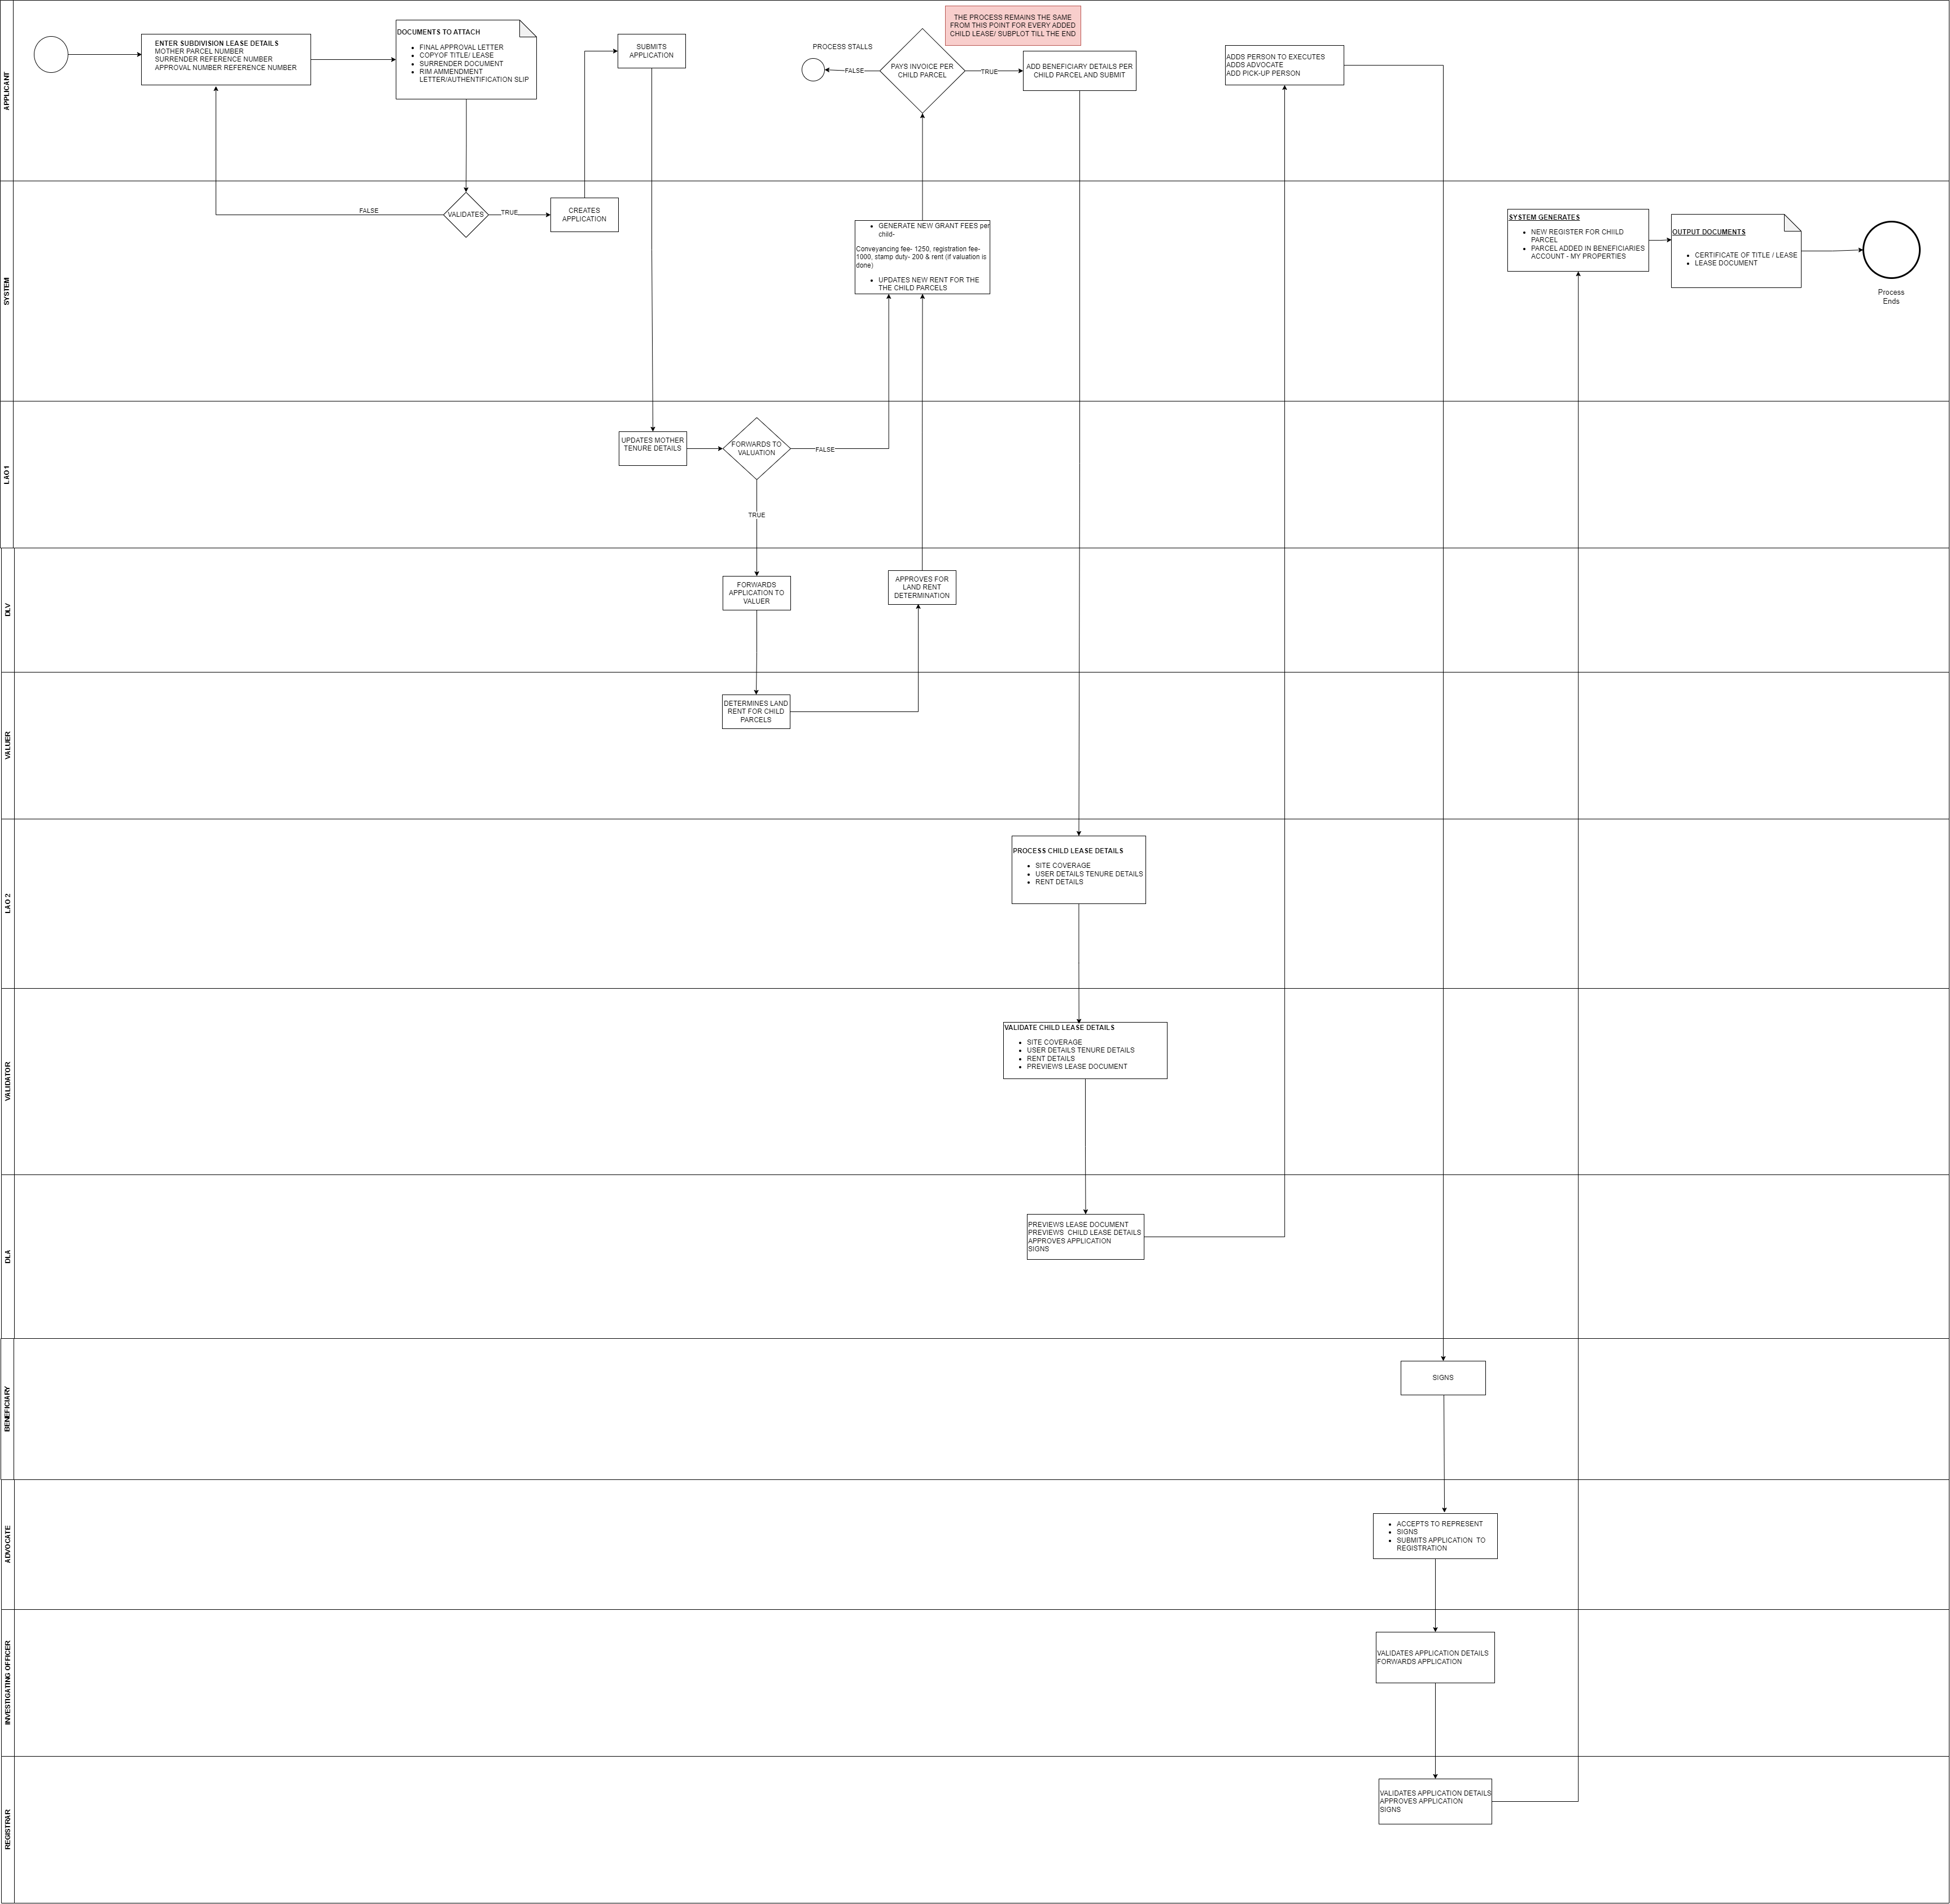 APPLICANT
ENTER SUBDIVISION LEASE DETAILS
MOTHER PARCEL NUMBER
SURRENDER REFERENCE NUMBER
APPROVAL NUMBER REFERENCE NUMBER
DOCUMENTS TO ATTACH
FINAL APPROVAL LETTER
COPYOF TITLE/ LEASE
SURRENDER DOCUMENT
RIM AMMENDMENT
LETTER/AUTHENTIFICATION SLIP
SUBMITS
APPLICATION
PROCESS STALLS
FALSE
PAYS INVOICE PER
CHILD PARCEL
TRUE
THE PROCESS REMAINS THE SAME
FROM THIS POINT FOR EVERY ADDED
CHILD LEASE/ SUBPLOT TILL THE END
ADD BENEFICIARY DETAILS PER
CHILD PARCEL AND SUBMIT
ADDS PERSON TO EXECUTES
ADDS ADVOCATE
ADD PICK-UP PERSON
SYSTEM
FALSE
VALIDATES
TRUE
CREATES
APPLICATION
GENERATE NEW GRANT FEES per
child-
Conveyancing fee- 1250, registration fee-
1000, stamp duty- 200 & rent (if valuation is
done)
UPDATES NEW RENT FOR THE
THE CHILD PARCELS
SYSTEM GENERATES
NEW REGISTER FOR CHILD
PARCEL
PARCEL ADDED IN BENEFICIARIES
ACCOUNT - MY PROPERTIES
OUTPUT DOCUMENTS
CERTIFICATE OF TITLE / LEASE
LEASE DOCUMENT
Process
Ends
LAO 1
UPDATES MOTHER
TENURE DETAILS
FORWARDS TO
VALUATION
FALSE
TRUE
DLV
FORWARDS
APPLICATION TO
VALUER
APPROVES FOR
LAND RENT
DETERMINATION
VALUER
DETERMINES LAND
RENT FOR CHILD
PARCELS
LAO 2
PROCESS CHILD LEASE DETAILS
SITE COVERAGE
USER DETAILS TENURE DETAILS
RENT DETAILS
VALIDATOR
VALIDATE CHILD LEASE DETAILS
SITE COVERAGE
USER DETAILS TENURE DETAILS
RENT DETAILS
PREVIEWS LEASE DOCUMENT
DLA
PREVIEWS LEASE DOCUMENT
PREVIEWS CHILD LEASE DETAILS
APPROVES APPLICATION
SIGNS
BENEFICIARY
SIGNS
ADVOCATE
ACCEPTS TO REPRESENT
SIGNS
SUBMITS APPLICATION TO
REGISTRATION
INVESTIGATING OFFICER
VALIDATES APPLICATION DETAILS
FORWARDS APPLICATION
REGISTRAR
VALIDATES APPLICATION DETAILS
APPROVES APPLICATION
SIGNS